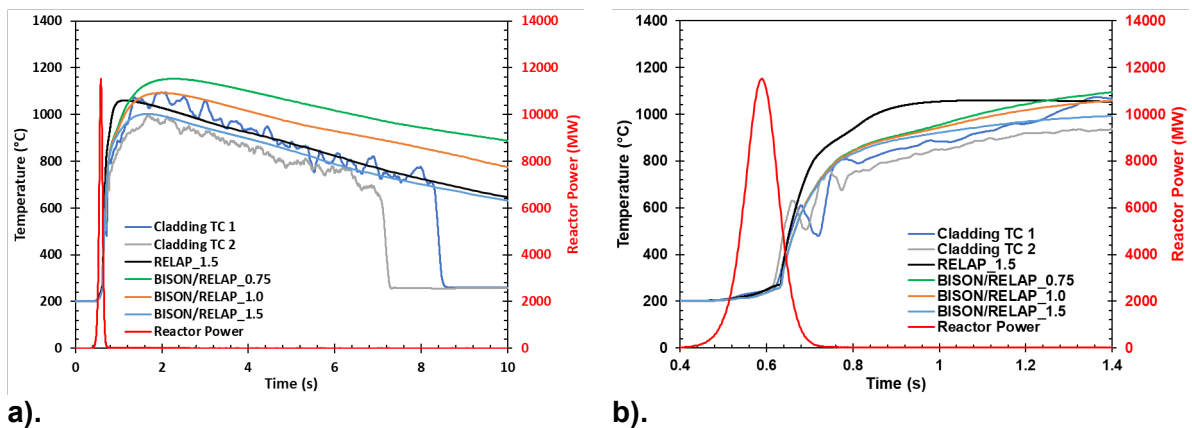 1400
1200
1000
800
600
400
200
0
Temperature (°C)
14000
12000
10000
8000
6000
4000
2000
0
Reactor Power (MW)
Cladding TC 1
Cladding TC 2
RELAP_1.5
BISON/RELAP_0.75
BISON/RELAP_1.0
BISON/RELAP_1.5
Reactor Power
0 2 4 6 8 10
Time (s)
a).
1400
1200
1000
800
600
400
200
0
Temperature (°C)
14000
12000
10000
8000
6000
4000
2000
0
Reactor Power (MW)
Cladding TC 1
Cladding TC 2
RELAP_1.5
BISON/RELAP_0.75
BISON/RELAP_1.0
BISON/RELAP_1.5
Reactor Power
0.4 0.6 0.8 1 1.2 1.4
Time (s)
b).